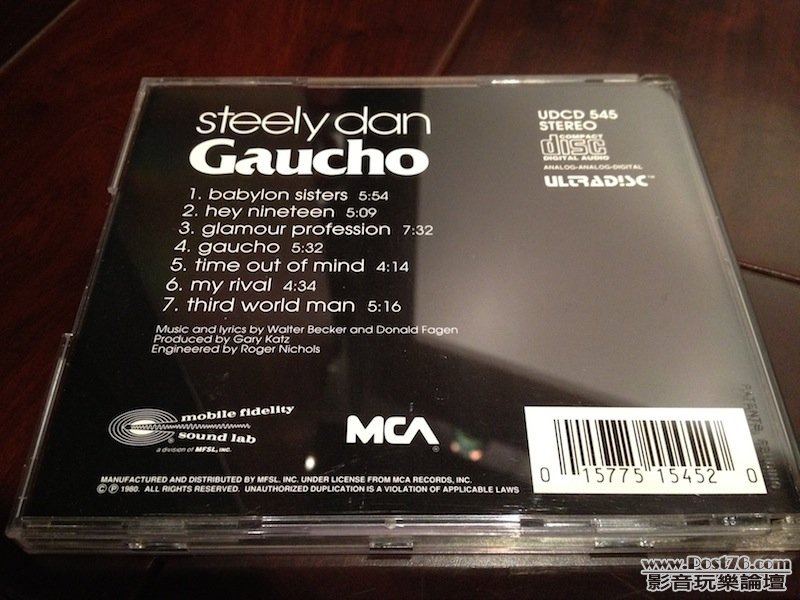 steely dan
Gaucho
1. babylon sisters 5:54
2. hey nineteen 5:09
3. glamour profession 7:32
4. gaucho 5:32
5. time out of mind 4:14
6. my rival 4:34
7. third world man 5:16
Music and lyrics by Walter Becker and Donald Fagen
Produced by Gary Katz
Engineered by Roger Nichols
UDCD 545
STEREO
COMPACT
disc
DIGITAL AUDIO
ANALOG-ANALOG-DIGITAL
ULTRADISC™
mobile fidelity
sound lab
a division of MFSL, INC.
MCA®
MANUFACTURED AND DISTRIBUTED BY MFSL. INC. UNDER LICENSE FROM MCA RECORDS, INC.
© ℗ 1980. ALL RIGHTS RESERVED. UNAUTHORIZED DUPLICATION IS A VIOLATION OF APPLICABLE LAWS
0 15775 15452 0
www.Post76.com
影音玩樂論壇